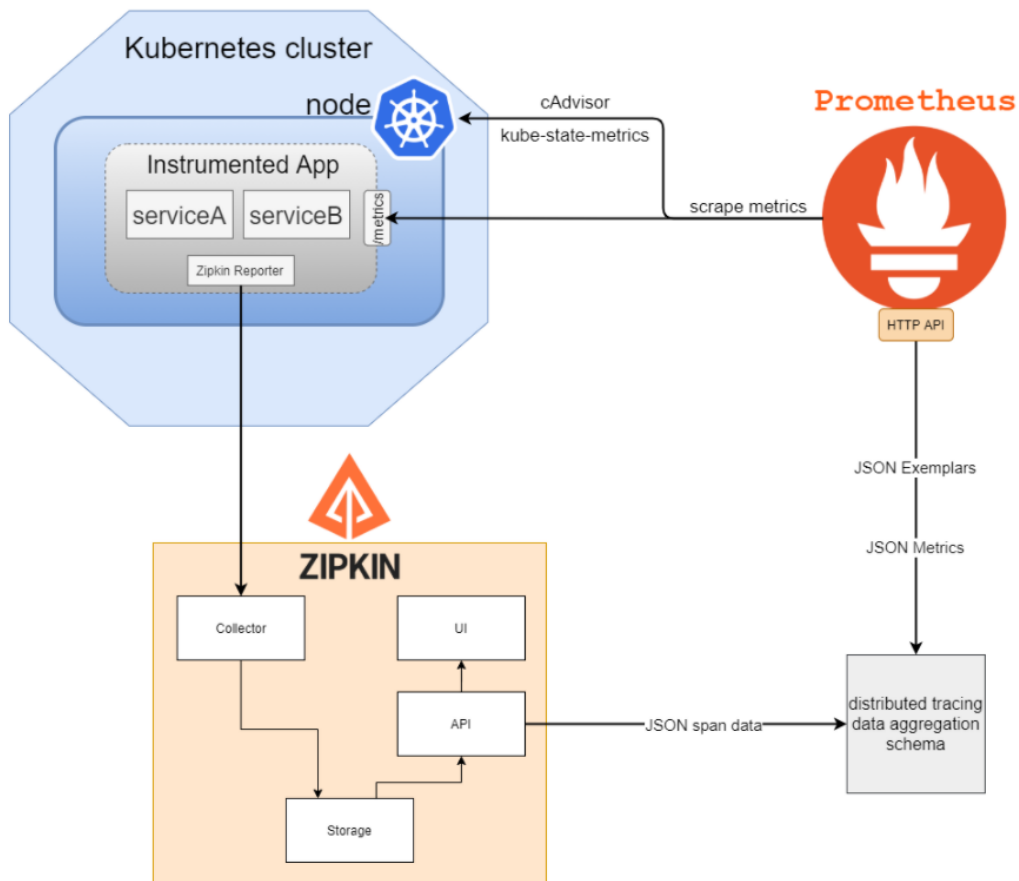 Kubernetes cluster
node
cAdvisor
kube-state-metrics
Prometheus
Instrumented App
serviceA
serviceB
/metrics
scrape metrics
Zipkin Reporter
HTTP API
JSON Exemplars
JSON Metrics
ZIPKIN
Collector
UI
API
JSON span data
distributed tracing
data aggregation
schema
Storage